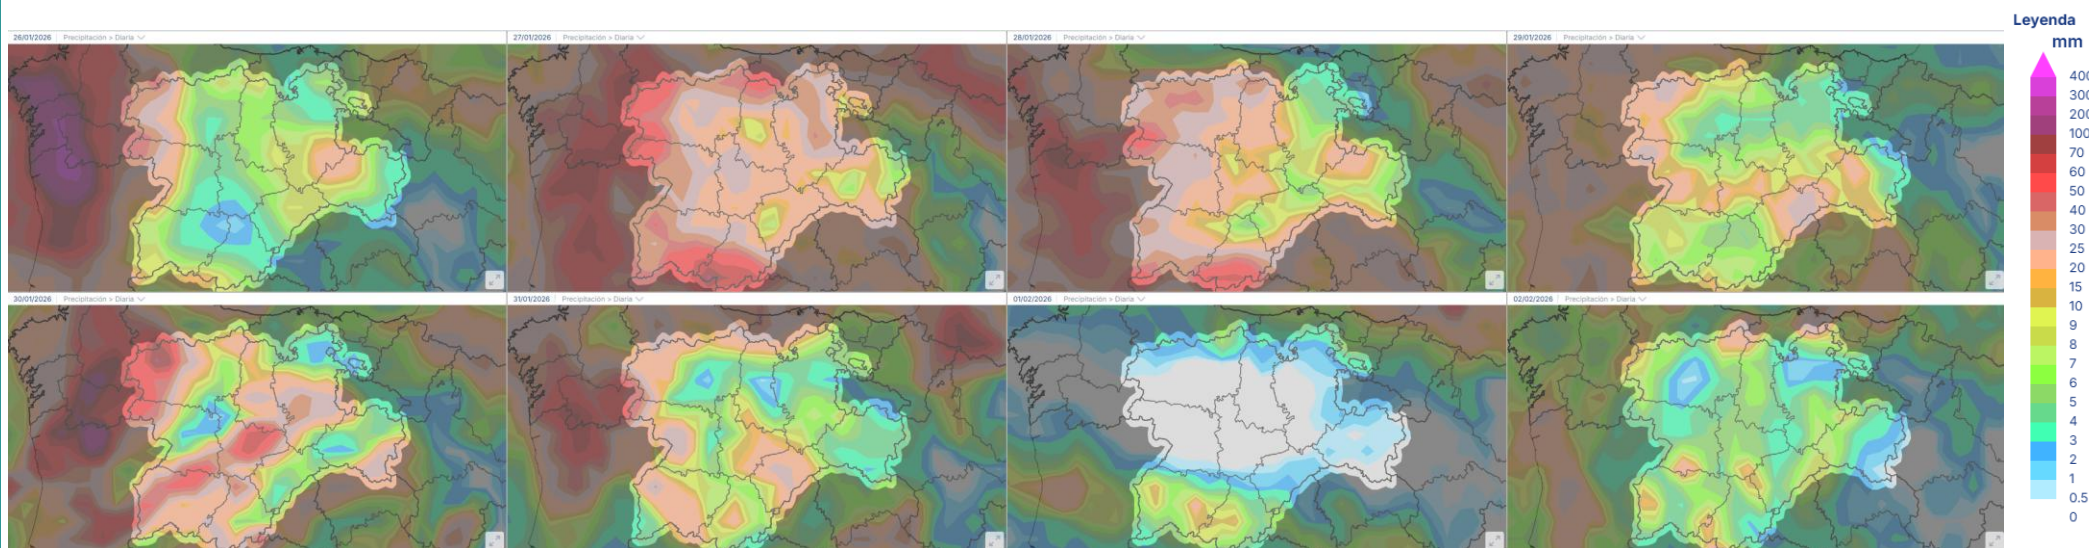 Leyenda
mm
26/01/2026 Precipitación > Diaria
27/01/2026 Precipitación > Diaria
28/01/2026 Precipitación > Diaria
29/01/2026 Precipitación > Diaria
400
300
200
100
70
60
50
40
30
25
20
15
10
9
8
7
6
5
4
3
2
1
0.5
0
30/01/2026 Precipitación > Diaria
31/01/2026 Precipitación > Diaria
01/02/2026 Precipitación > Diaria
02/02/2026 Precipitación > Diaria